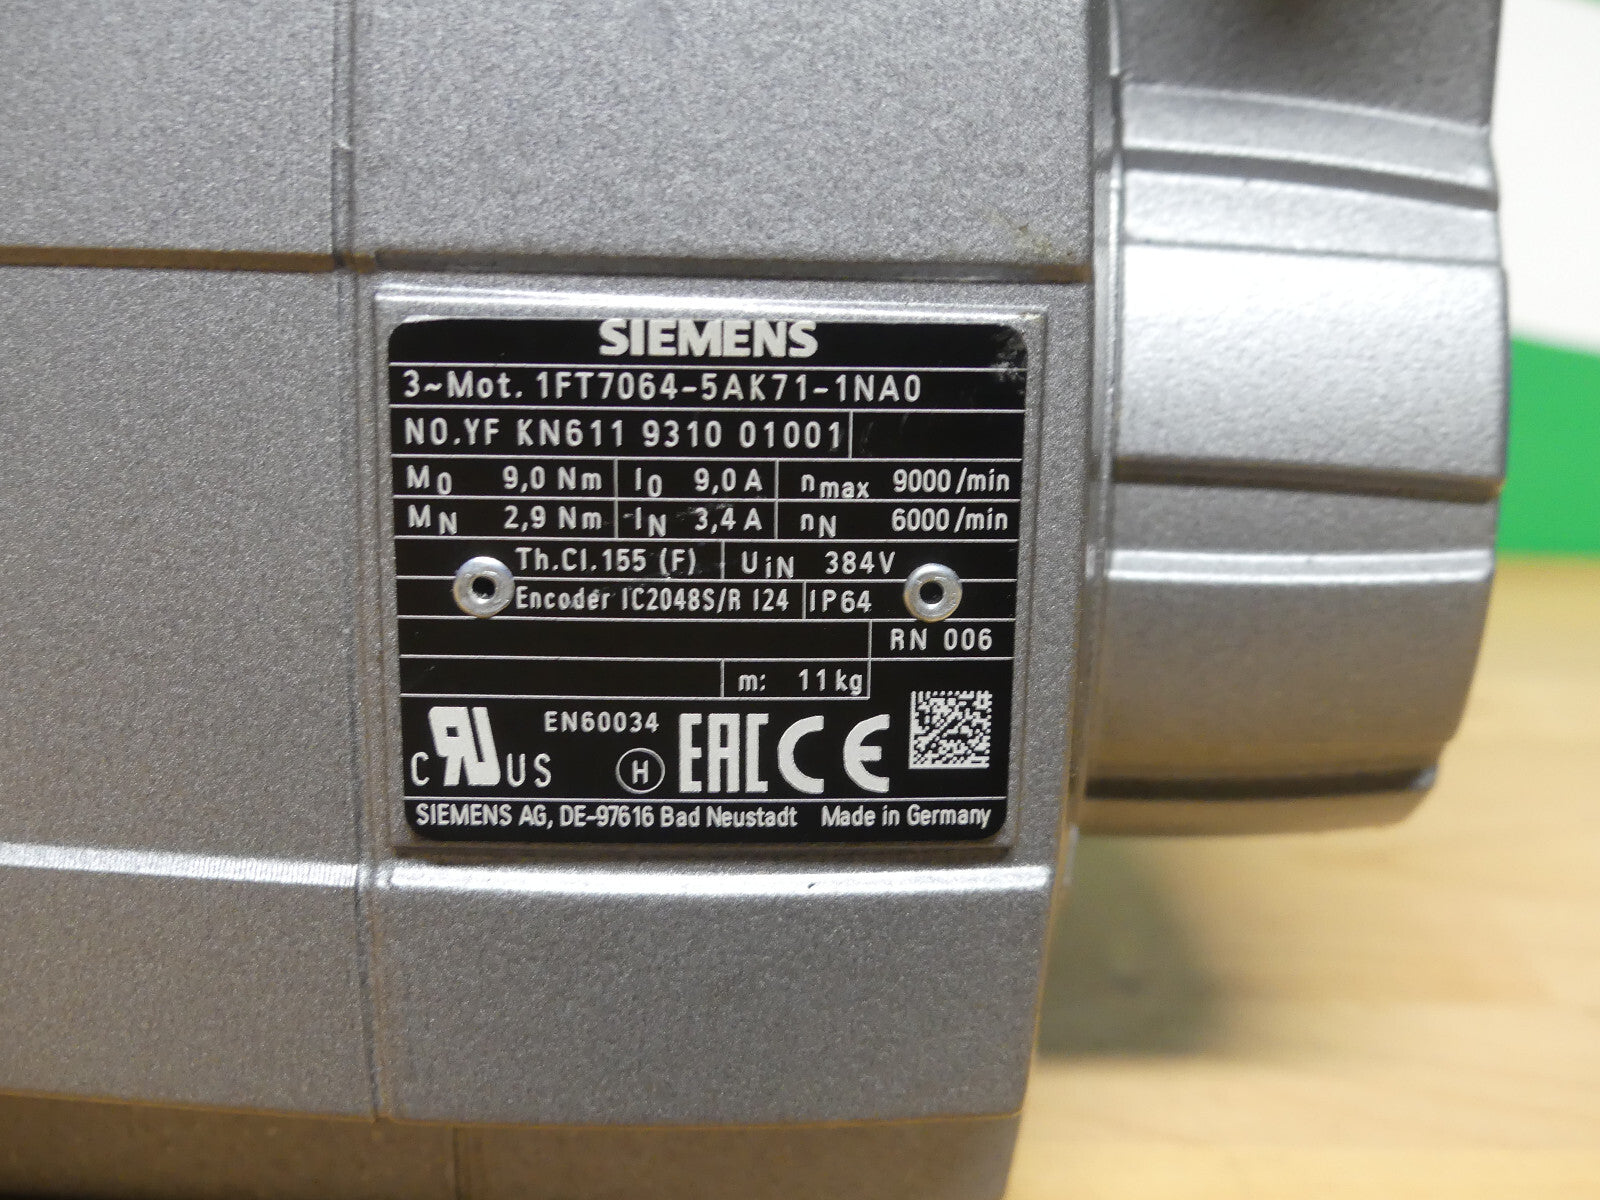 SIEMENS
3~Mot. 1FT7064-5AK71-1NA0
NO.YF KN611 9310 01001
M0 9,0 Nm I0 9,0 A nmax 9000/min
MN 2,9 Nm IN 3,4 A nN 6000/min
Th.Cl.155 (F) UiN 384V
Encoder IC2048S/R I24 IP64
RN 006
m: 11kg
EN60034
c RU US H EAC CE
SIEMENS AG, DE-97616 Bad Neustadt Made in Germany